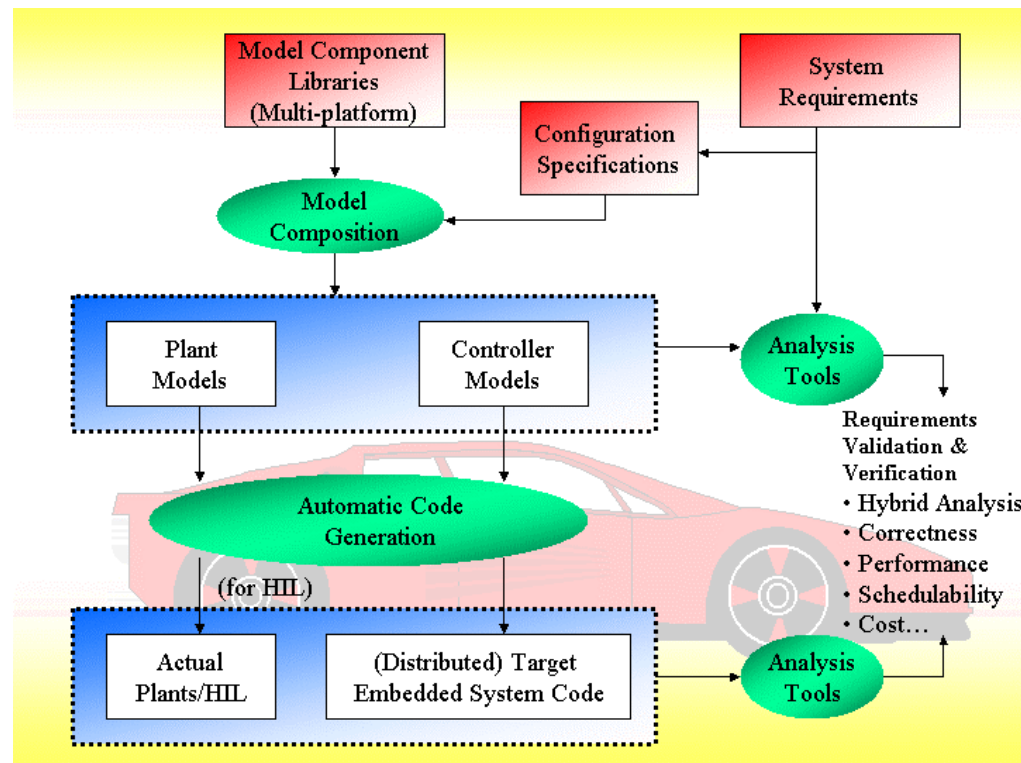 Model Component
Libraries
(Multi-platform)
System
Requirements
Configuration
Specifications
Model
Composition
Plant
Models
Controller
Models
Analysis
Tools
Requirements
Validation &
Verification
• Hybrid Analysis
• Correctness
• Performance
• Schedulability
• Cost…
Automatic Code
Generation
(for HIL)
Actual
Plants/HIL
(Distributed) Target
Embedded System Code
Analysis
Tools